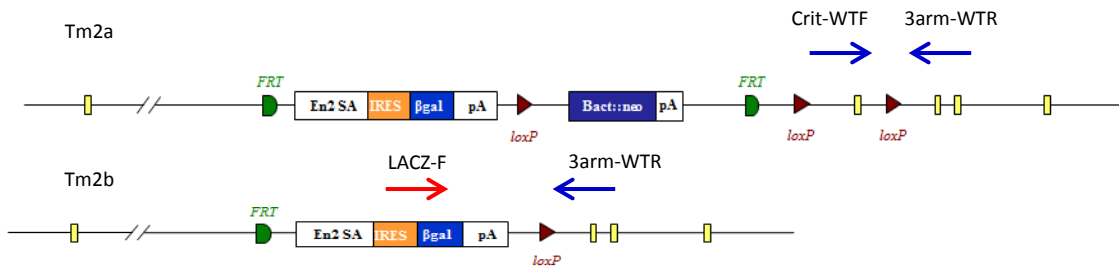 Crit-WTF 3arm-WTR
Tm2a
FRT FRT
En2 SA IRES βgal pA Bact::neo pA
loxP loxP loxP
LACZ-F 3arm-WTR
Tm2b
FRT
En2 SA IRES βgal pA
loxP